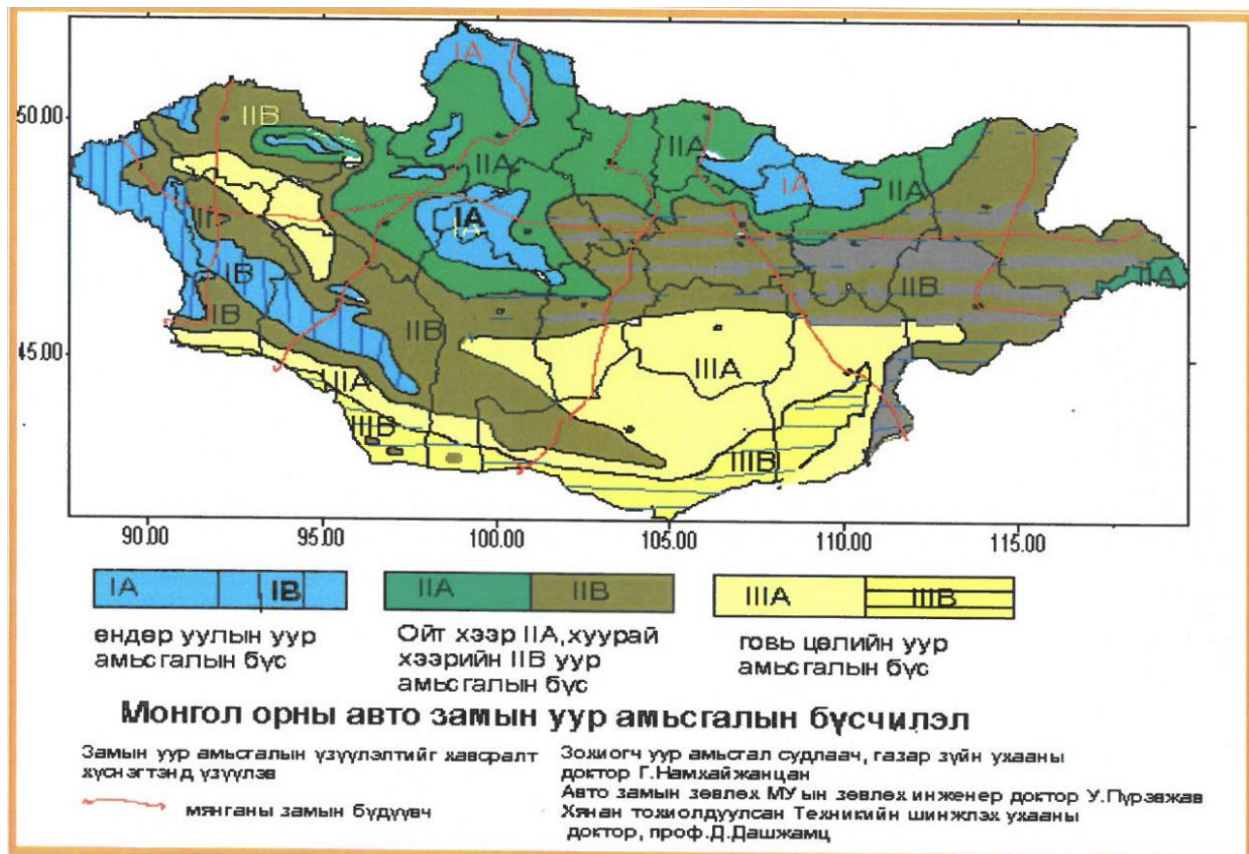 IA
50.00
IIB
IIA
IIA
IA
IIA
IA
IIA
IB
IIB
IIB
IIB
45.00
IIIA
IIIA
IIIB
IIIB
90.00 95.00 100.00 105.00 110.00 115.00
IA IB IIA IIB IIIA IIIB
өндөр уулын уур
амьсгалын бүс
Ойт хээр IIA,хуурай
хээрийн IIB уур
амьсгалын бүс
говь цөлийн уур
амьсгалын бүс
Монгол орны авто замын уур амьсгалын бүсчилэл
Замын уур амьсгалын үзүүлэлтийг хавсралт
хүснэгтэнд үзүүлэв
мянганы замын бүдүүвч
Зохиогч уур амьстал судлаач, газар зүйн ухааны
доктор Г.Намхайжанцан
Авто замын зөвлөх МУын зөвлөх инженер доктор У.Пүрэвжав
Хянан тохиолдуулсан Техникийн шинжлэх ухааны
доктор, проф.Д.Дашжамц